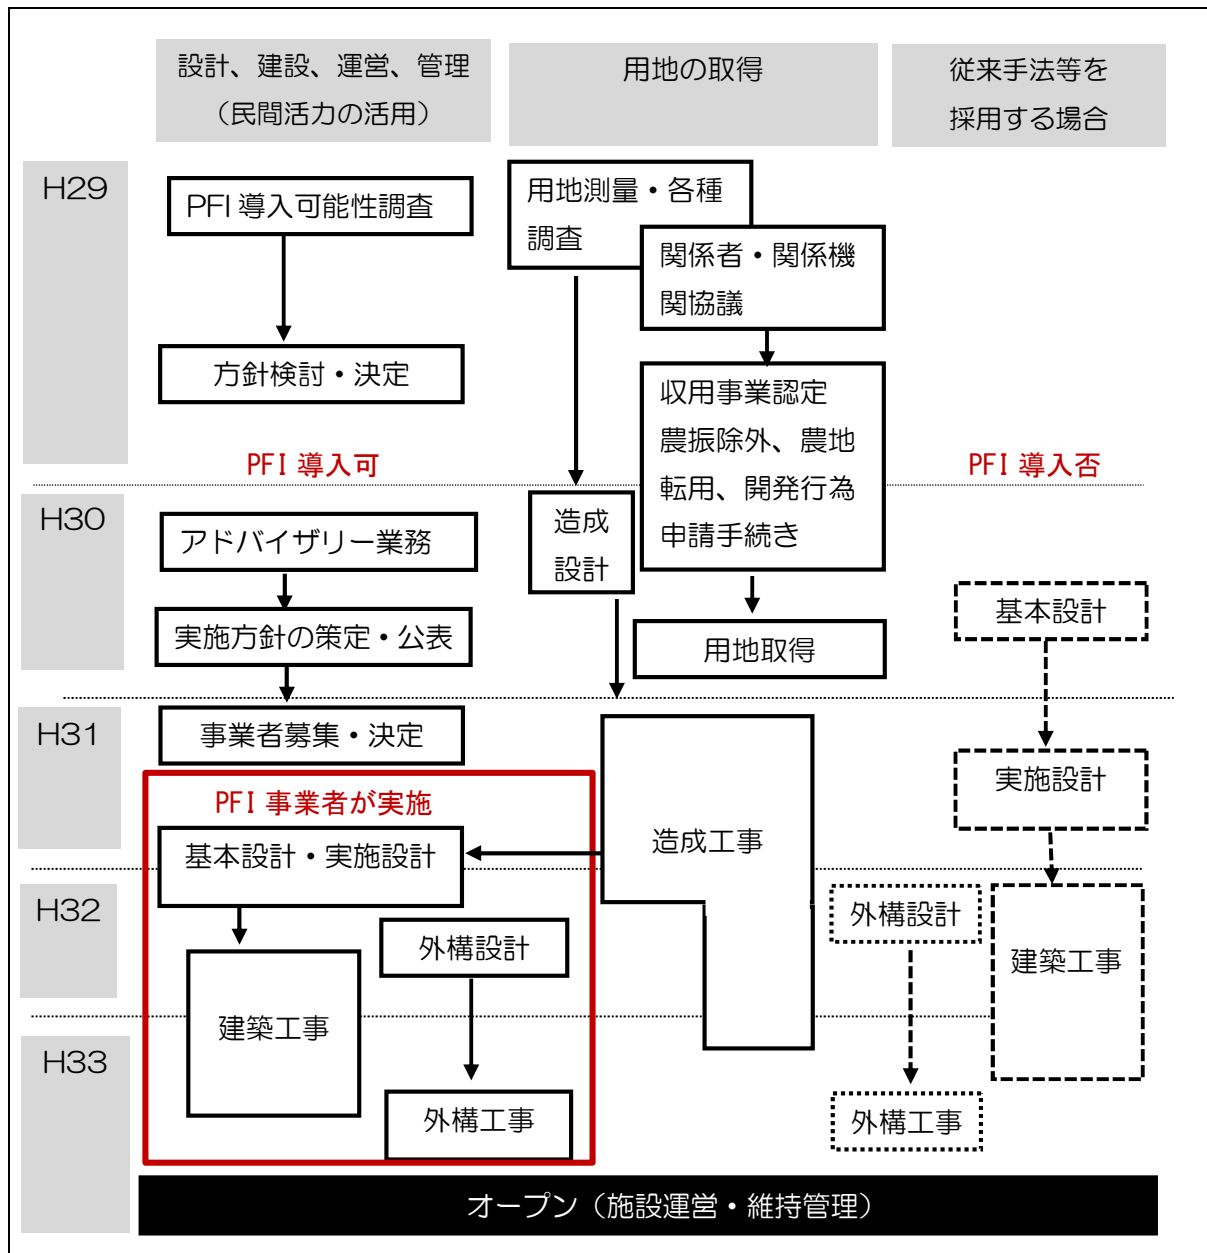 設計、建設、運営、管理
（民間活力の活用）
用地の取得
従来手法等を
採用する場合
H29
PFI 導入可能性調査
用地測量・各種
調査
関係者・関係機
関協議
方針検討・決定
収用事業認定
農振除外、農地
転用、開発行為
申請手続き
PFI 導入可
PFI 導入否
H30
アドバイザリー業務
造成
設計
基本設計
実施方針の策定・公表
用地取得
H31
事業者募集・決定
PFI 事業者が実施
基本設計・実施設計
造成工事
実施設計
H32
外構設計
外構設計
建築工事
建築工事
H33
外構工事
外構工事
オープン（施設運営・維持管理）